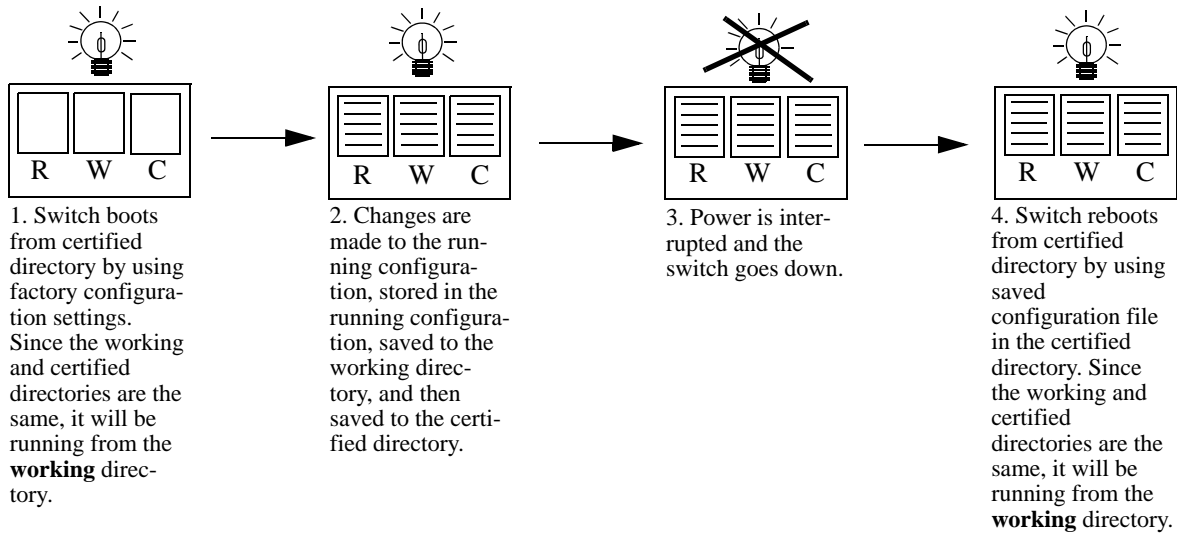 R W C
1. Switch boots
from certified
directory by using
factory configura-
tion settings.
Since the working
and certified
directories are the
same, it will be
running from the
working direc-
tory.
R W C
2. Changes are
made to the run-
ning configura-
tion, stored in the
running configura-
tion, saved to the
working direc-
tory, and then
saved to the certi-
fied directory.
R W C
3. Power is inter-
rupted and the
switch goes down.
R W C
4. Switch reboots
from certified
directory by using
saved
configuration file
in the certified
directory. Since
the working and
certified
directories are the
same, it will be
running from the
working directory.